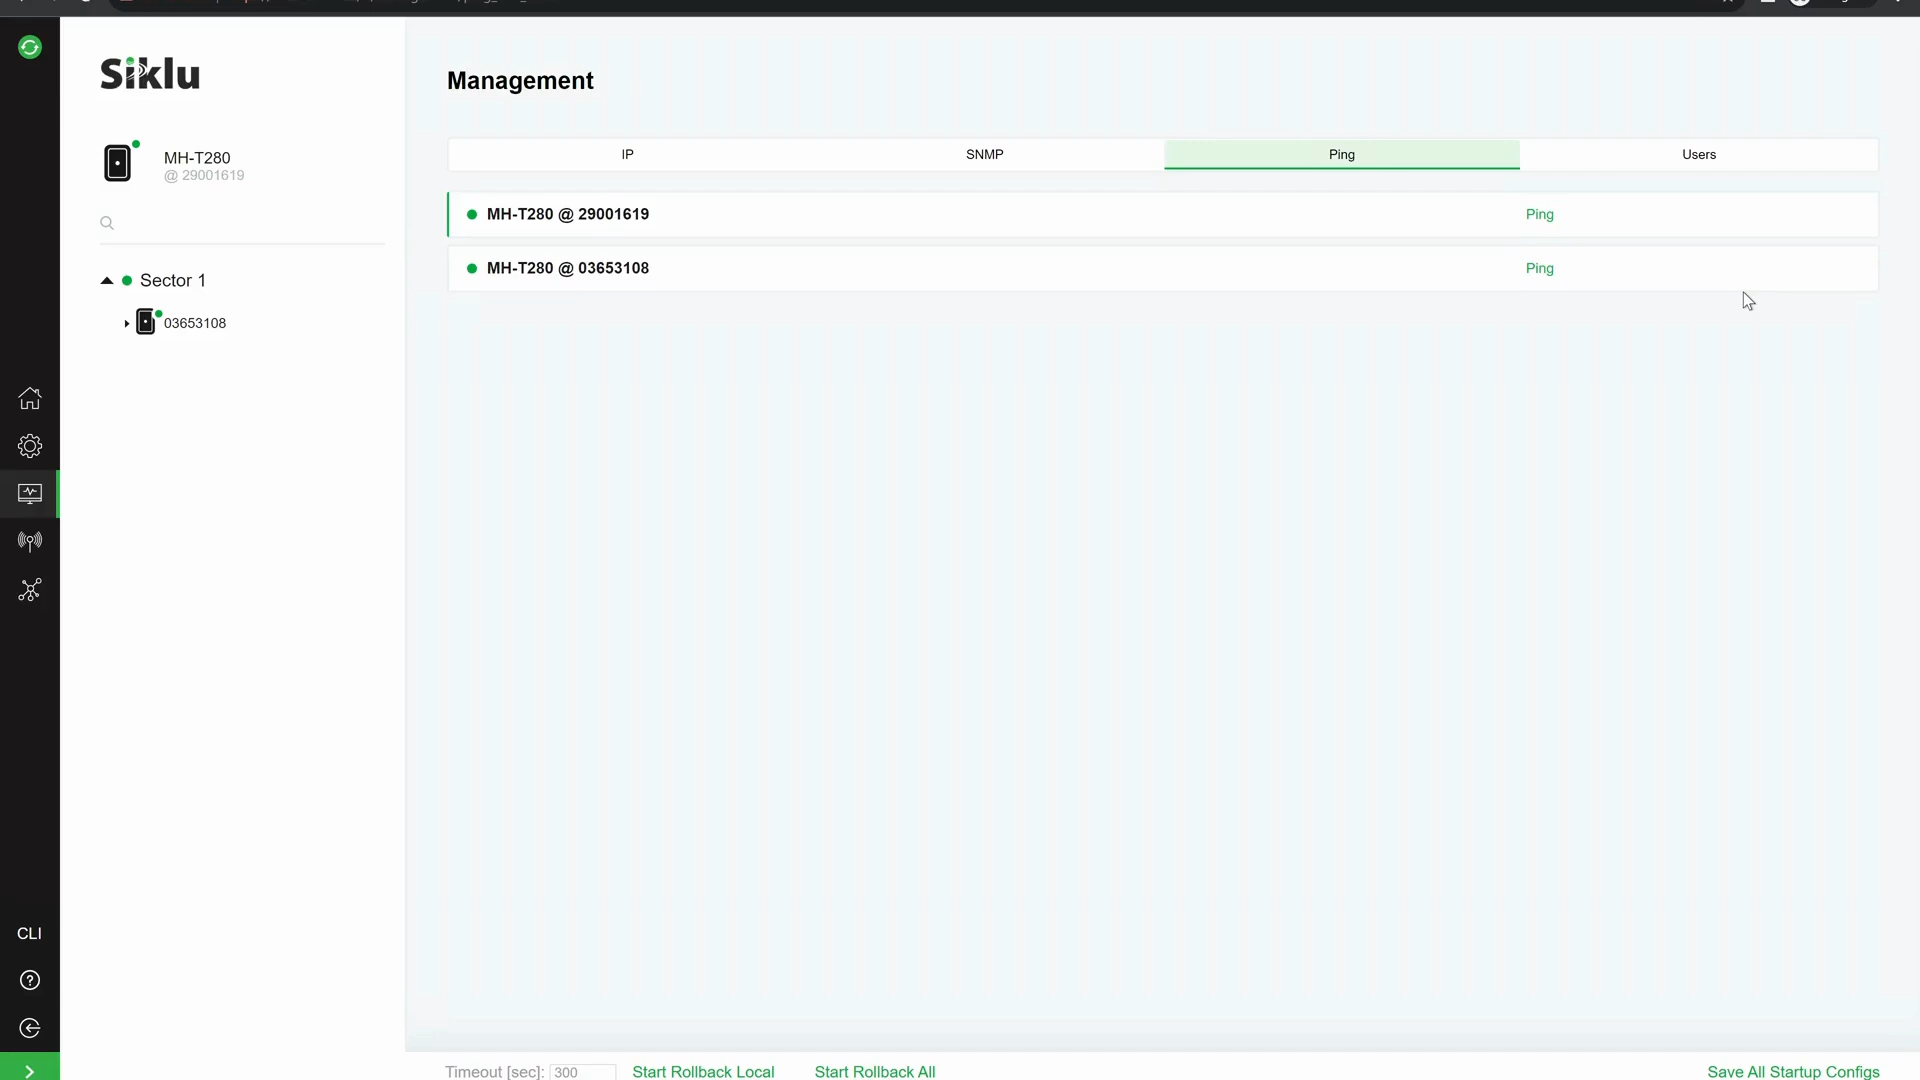 Siklu
Management
MH-T280
@ 29001619
IP
SNMP
Ping
Users
MH-T280 @ 29001619
Ping
MH-T280 @ 03653108
Ping
Sector 1
03653108
CLI
Timeout [sec]: 300
Start Rollback Local
Start Rollback All
Save All Startup Configs